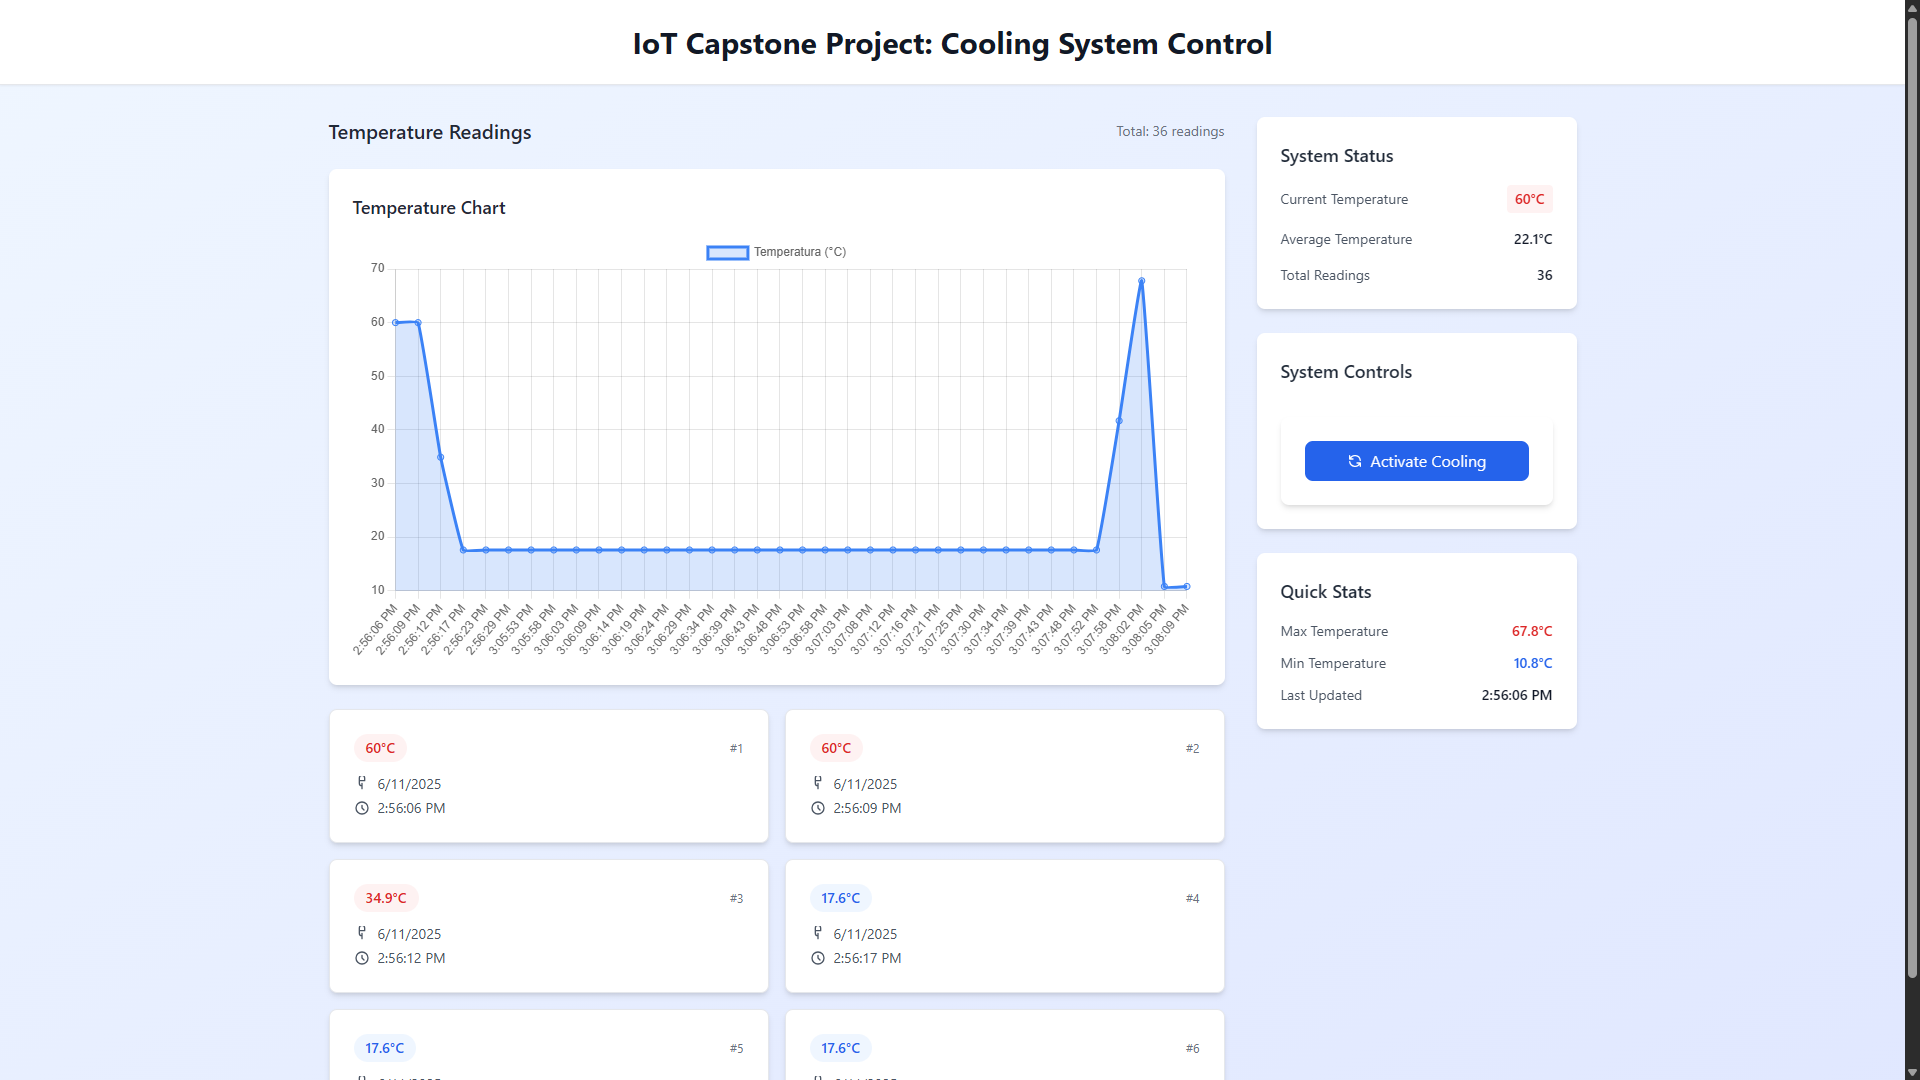 IoT Capstone Project: Cooling System Control
Temperature Readings
Total: 36 readings
Temperature Chart
Temperatura (°C)
70
60
50
40
30
20
10
2:56:06 PM
2:56:09 PM
2:56:12 PM
2:56:17 PM
2:56:23 PM
2:56:29 PM
3:05:53 PM
3:05:58 PM
3:06:03 PM
3:06:09 PM
3:06:14 PM
3:06:19 PM
3:06:24 PM
3:06:29 PM
3:06:34 PM
3:06:39 PM
3:06:43 PM
3:06:48 PM
3:06:53 PM
3:06:58 PM
3:07:03 PM
3:07:08 PM
3:07:12 PM
3:07:16 PM
3:07:21 PM
3:07:25 PM
3:07:30 PM
3:07:34 PM
3:07:39 PM
3:07:43 PM
3:07:48 PM
3:07:52 PM
3:07:58 PM
3:08:02 PM
3:08:05 PM
3:08:09 PM
60°C
#1
6/11/2025
2:56:06 PM
60°C
#2
6/11/2025
2:56:09 PM
34.9°C
#3
6/11/2025
2:56:12 PM
17.6°C
#4
6/11/2025
2:56:17 PM
17.6°C
#5
17.6°C
#6
System Status
Current Temperature 60°C
Average Temperature 22.1°C
Total Readings 36
System Controls
Activate Cooling
Quick Stats
Max Temperature 67.8°C
Min Temperature 10.8°C
Last Updated 2:56:06 PM